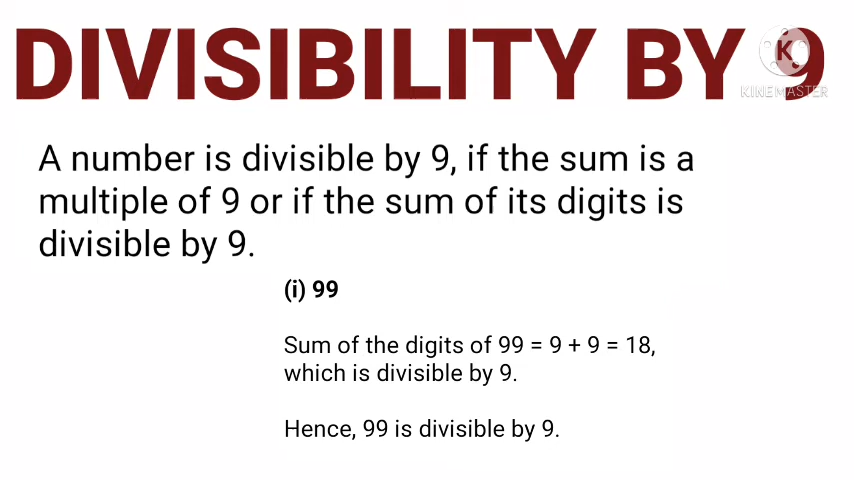 DIVISIBILITY BY 9
K
KINEMASTER
A number is divisible by 9, if the sum is a
multiple of 9 or if the sum of its digits is
divisible by 9.
(i) 99
Sum of the digits of 99 = 9 + 9 = 18,
which is divisible by 9.
Hence, 99 is divisible by 9.